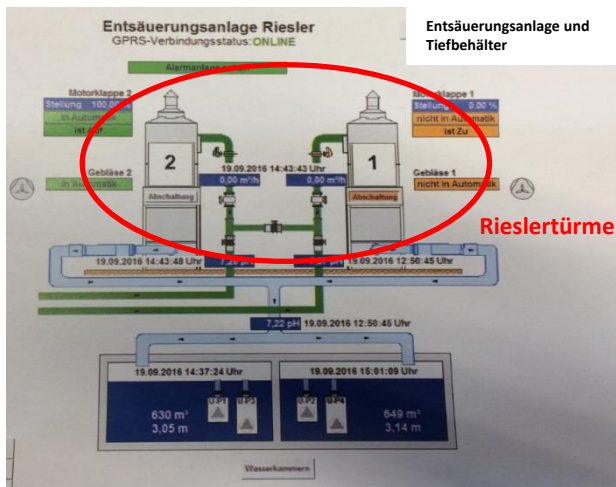 Entsäuerungsanlage Riesler
GPRS-Verbindungsstatus: ONLINE
Entsäuerungsanlage und
Tiefbehälter
Alarmanlage
Motorklappe 2
Stellung 100,00 %
in Automatik
ist Auf
Motorklappe 1
Stellung 0.00 %
nicht in Automatik
ist Zu
2
1
19.09.2016 14:43:43 Uhr
0,00 m³/h
0,00 m³/h
Gebläse 2
in Automatik
Gebläse 1
nicht in Automatik
Abschaltung
Abschaltung
Rieslertürme
19.09.2016 14:43:48 Uhr
19.09.2016 12:50:45 Uhr
7,22 pH
19.09.2016 12:50:45 Uhr
19.09.2016 14:37:24 Uhr
19.09.2016 15:01:09 Uhr
U-P1
U-P3
U-P2
U-P4
630 m³
3,05 m
649 m³
3,14 m
Wasserkammern